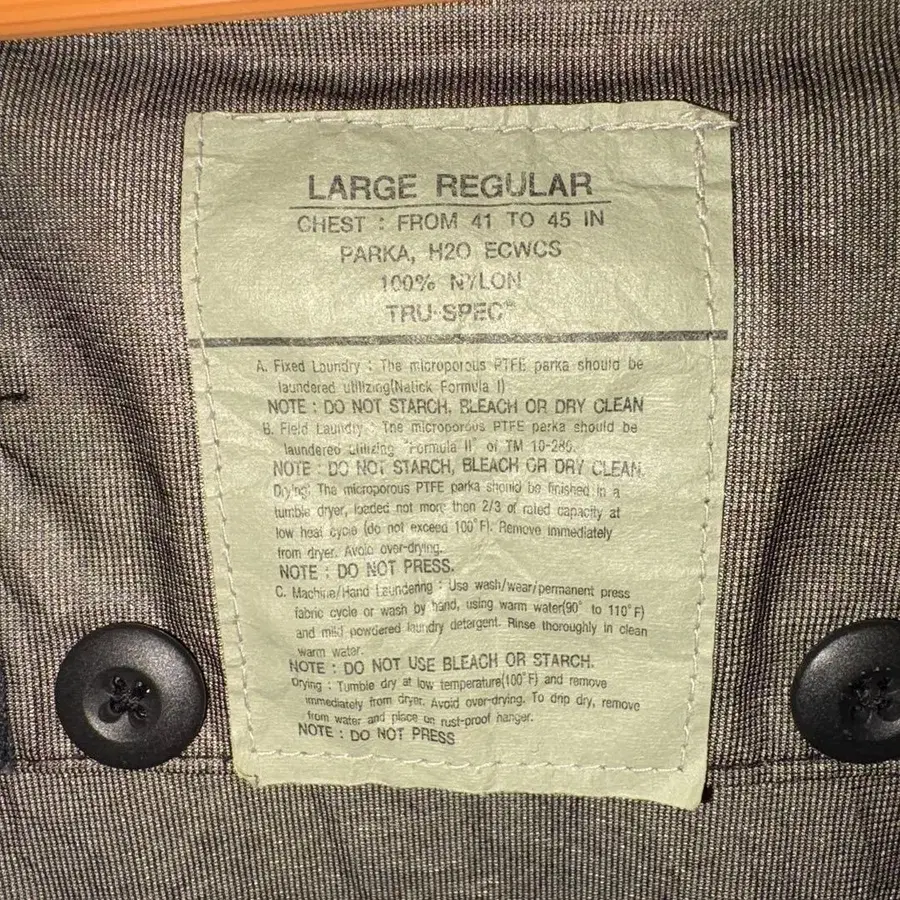 LARGE REGULAR
CHEST : FROM 41 TO 45 IN
PARKA, H2O ECWCS
100% NYLON
TRU-SPEC™
A. Fixed Laundry : The microporous PTFE parka should be
laundered utilizing(Natick Formula II)
NOTE : DO NOT STARCH, BLEACH OR DRY CLEAN
B. Field Laundry : The microporous PTFE parka should be
laundered utilizing "Formula II" of TM 10-280.
NOTE : DO NOT STARCH, BLEACH OR DRY CLEAN.
Drying: The microporous PTFE parka should be finished in a
tumble dryer, loaded not more then 2/3 of rated capacity at
low heat cycle (do not exceed 100°F). Remove immediately
from dryer. Avoid over-drying.
NOTE : DO NOT PRESS.
C. Machine/Hand Laundering : Use wash/wear/permanent press
fabric cycle or wash by hand, using warm water(90° to 110°F)
and mild powdered laundry detergent. Rinse thoroughly in clean
warm water.
NOTE : DO NOT USE BLEACH OR STARCH.
Drying : Tumble dry at low temperature(100°F) and remove
immediately from dryer. Avoid over-drying. To drip dry, remove
from water and place on rust-proof hanger.
NOTE : DO NOT PRESS